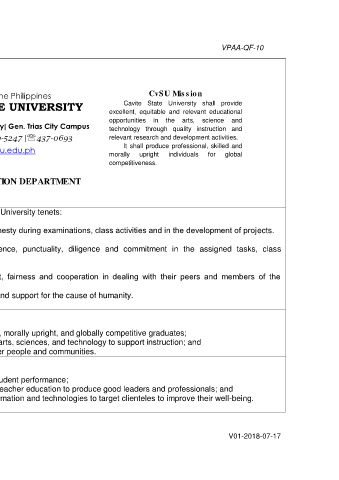 VPAA-QF-10
he Philippines
E UNIVERSITY
y| Gen. Trias City Campus
-5247 |☏437-0693
u.edu.ph
TION DEPARTMENT
CvSU Mission
Cavite State University shall provide
excellent, equitable and relevant educational
opportunities in the arts, science and
technology through quality instruction and
relevant research and development activities.
It shall produce professional, skilled and
morally upright individuals for global
competitiveness.
University tenets:
nesty during examinations, class activities and in the development of projects.
ence, punctuality, diligence and commitment in the assigned tasks, class
t, fairness and cooperation in dealing with their peers and members of the
nd support for the cause of humanity.
, morally upright, and globally competitive graduates;
arts, sciences, and technology to support instruction; and
er people and communities.
udent performance;
eacher education to produce good leaders and professionals; and
rmation and technologies to target clienteles to improve their well-being.
V01-2018-07-17